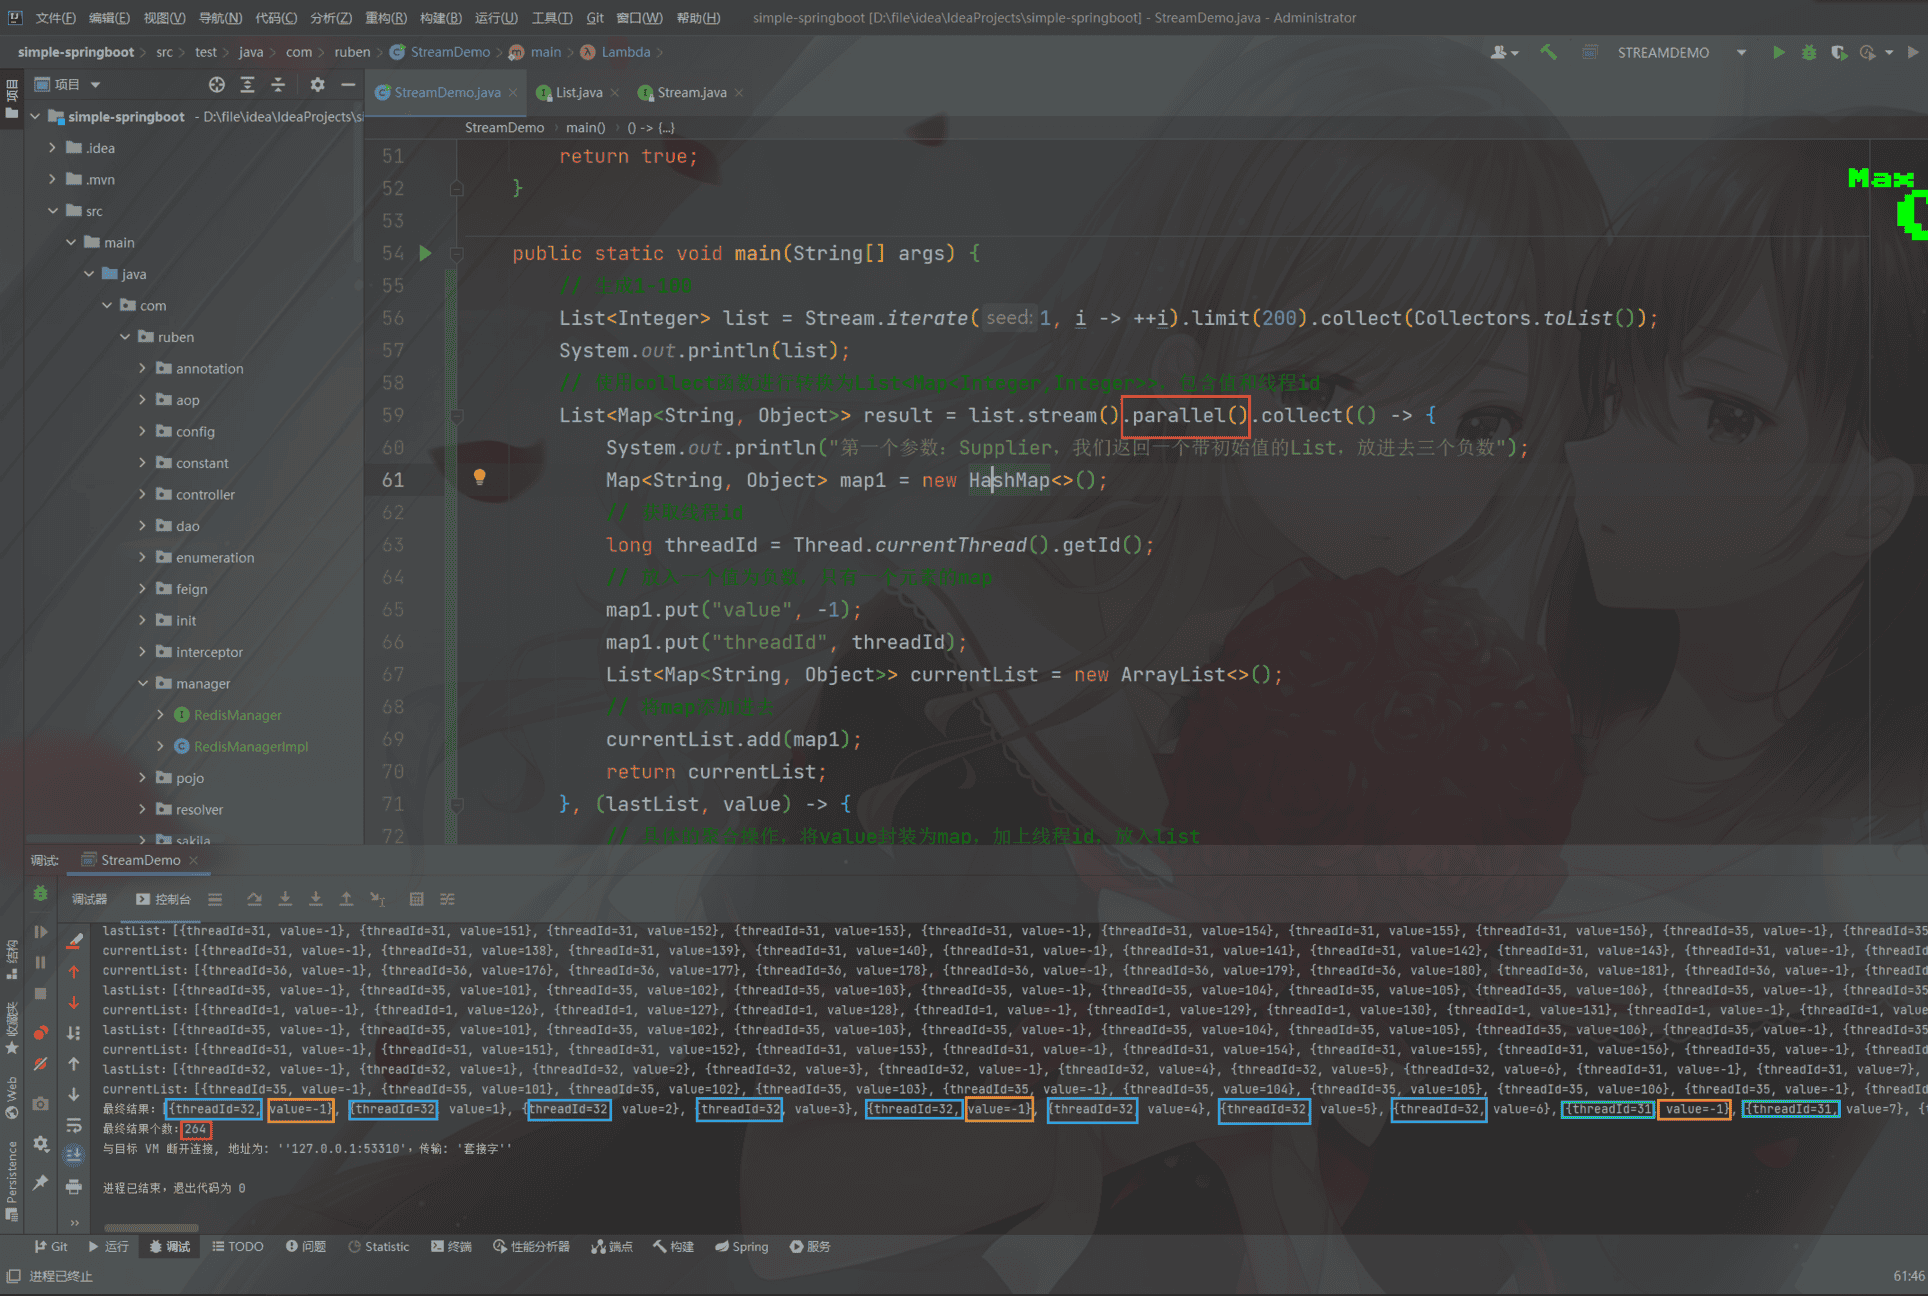 文件(F) 编辑(E) 视图(V) 导航(N) 代码(C) 分析(Z) 重构(R) 构建(B) 运行(U) 工具(T) Git 窗口(W) 帮助(H) simple-springboot [D:\file\idea\IdeaProjects\simple-springboot] - StreamDemo.java - Administrator
simple-springboot src test java com ruben StreamDemo main Lambda STREAMDEMO
项目
项目
simple-springboot - D:\file\idea\IdeaProjects\si
.idea
.mvn
src
main
java
com
ruben
annotation
aop
config
constant
controller
dao
enumeration
feign
init
interceptor
manager
RedisManager
RedisManagerImpl
pojo
resolver
sakila
StreamDemo.java List.java Stream.java
StreamDemo main() () -> {...}
Max
51 return true;
52 }
53
54 public static void main(String[] args) {
55 // 生成1-100
56 List<Integer> list = Stream.iterate( seed: 1, i -> ++i).limit(200).collect(Collectors.toList());
57 System.out.println(list);
58 // 使用collect函数进行转换为List<Map<Integer,Integer>>，包含值和线程id
59 List<Map<String, Object>> result = list.stream().parallel().collect(() -> {
60 System.out.println("第一个参数：Supplier，我们返回一个带初始值的List，放进去三个负数");
61 Map<String, Object> map1 = new HashMap<>();
62 // 获取线程id
63 long threadId = Thread.currentThread().getId();
64 // 放入一个值为负数，只有一个元素的map
65 map1.put("value", -1);
66 map1.put("threadId", threadId);
67 List<Map<String, Object>> currentList = new ArrayList<>();
68 // 将map添加进去
69 currentList.add(map1);
70 return currentList;
71 }, (lastList, value) -> {
72 // 具体的聚合操作，将value封装为map，加上线程id，放入list
调试: StreamDemo
调试器 控制台
lastList：[{threadId=31, value=-1}, {threadId=31, value=151}, {threadId=31, value=152}, {threadId=31, value=153}, {threadId=31, value=-1}, {threadId=31, value=154}, {threadId=31, value=155}, {threadId=31, value=156}, {threadId=35, value=-1}, {threadId=35
currentList：[{threadId=31, value=-1}, {threadId=31, value=138}, {threadId=31, value=139}, {threadId=31, value=140}, {threadId=31, value=-1}, {threadId=31, value=141}, {threadId=31, value=142}, {threadId=31, value=143}, {threadId=31, value=-1}, {threadId=
currentList：[{threadId=36, value=-1}, {threadId=36, value=176}, {threadId=36, value=177}, {threadId=36, value=178}, {threadId=36, value=-1}, {threadId=36, value=179}, {threadId=36, value=180}, {threadId=36, value=181}, {threadId=36, value=-1}, {threadId=
lastList：[{threadId=35, value=-1}, {threadId=35, value=101}, {threadId=35, value=102}, {threadId=35, value=103}, {threadId=35, value=-1}, {threadId=35, value=104}, {threadId=35, value=105}, {threadId=35, value=106}, {threadId=35, value=-1}, {threadId=35
currentList：[{threadId=1, value=-1}, {threadId=1, value=126}, {threadId=1, value=127}, {threadId=1, value=128}, {threadId=1, value=-1}, {threadId=1, value=129}, {threadId=1, value=130}, {threadId=1, value=131}, {threadId=1, value=-1}, {threadId=1, val
lastList：[{threadId=35, value=-1}, {threadId=35, value=101}, {threadId=35, value=102}, {threadId=35, value=103}, {threadId=35, value=-1}, {threadId=35, value=104}, {threadId=35, value=105}, {threadId=35, value=106}, {threadId=35, value=-1}, {threadId=35
currentList：[{threadId=31, value=-1}, {threadId=31, value=151}, {threadId=31, value=152}, {threadId=31, value=153}, {threadId=31, value=-1}, {threadId=31, value=154}, {threadId=31, value=155}, {threadId=31, value=156}, {threadId=35, value=-1}, {threadId=
lastList：[{threadId=32, value=-1}, {threadId=32, value=1}, {threadId=32, value=2}, {threadId=32, value=3}, {threadId=32, value=-1}, {threadId=32, value=4}, {threadId=32, value=5}, {threadId=32, value=6}, {threadId=31, value=-1}, {threadId=31, value=7},
currentList：[{threadId=35, value=-1}, {threadId=35, value=101}, {threadId=35, value=102}, {threadId=35, value=103}, {threadId=35, value=-1}, {threadId=35, value=104}, {threadId=35, value=105}, {threadId=35, value=106}, {threadId=35, value=-1}, {threadId=
最终结果：[{threadId=32, value=-1}, {threadId=32, value=1}, {threadId=32, value=2}, {threadId=32, value=3}, {threadId=32, value=-1}, {threadId=32, value=4}, {threadId=32, value=5}, {threadId=32, value=6}, {threadId=31, value=-1}, {threadId=31, value=7}, {t
最终结果个数：264
与目标 VM 断开连接, 地址为: ''127.0.0.1:53310'，传输: '套接字''
进程已结束，退出代码为 0
结构
收藏夹
Web
Persistence
Git 运行 调试 TODO 问题 Statistic 终端 性能分析器 端点 构建 Spring 服务
进程已终止 61:46